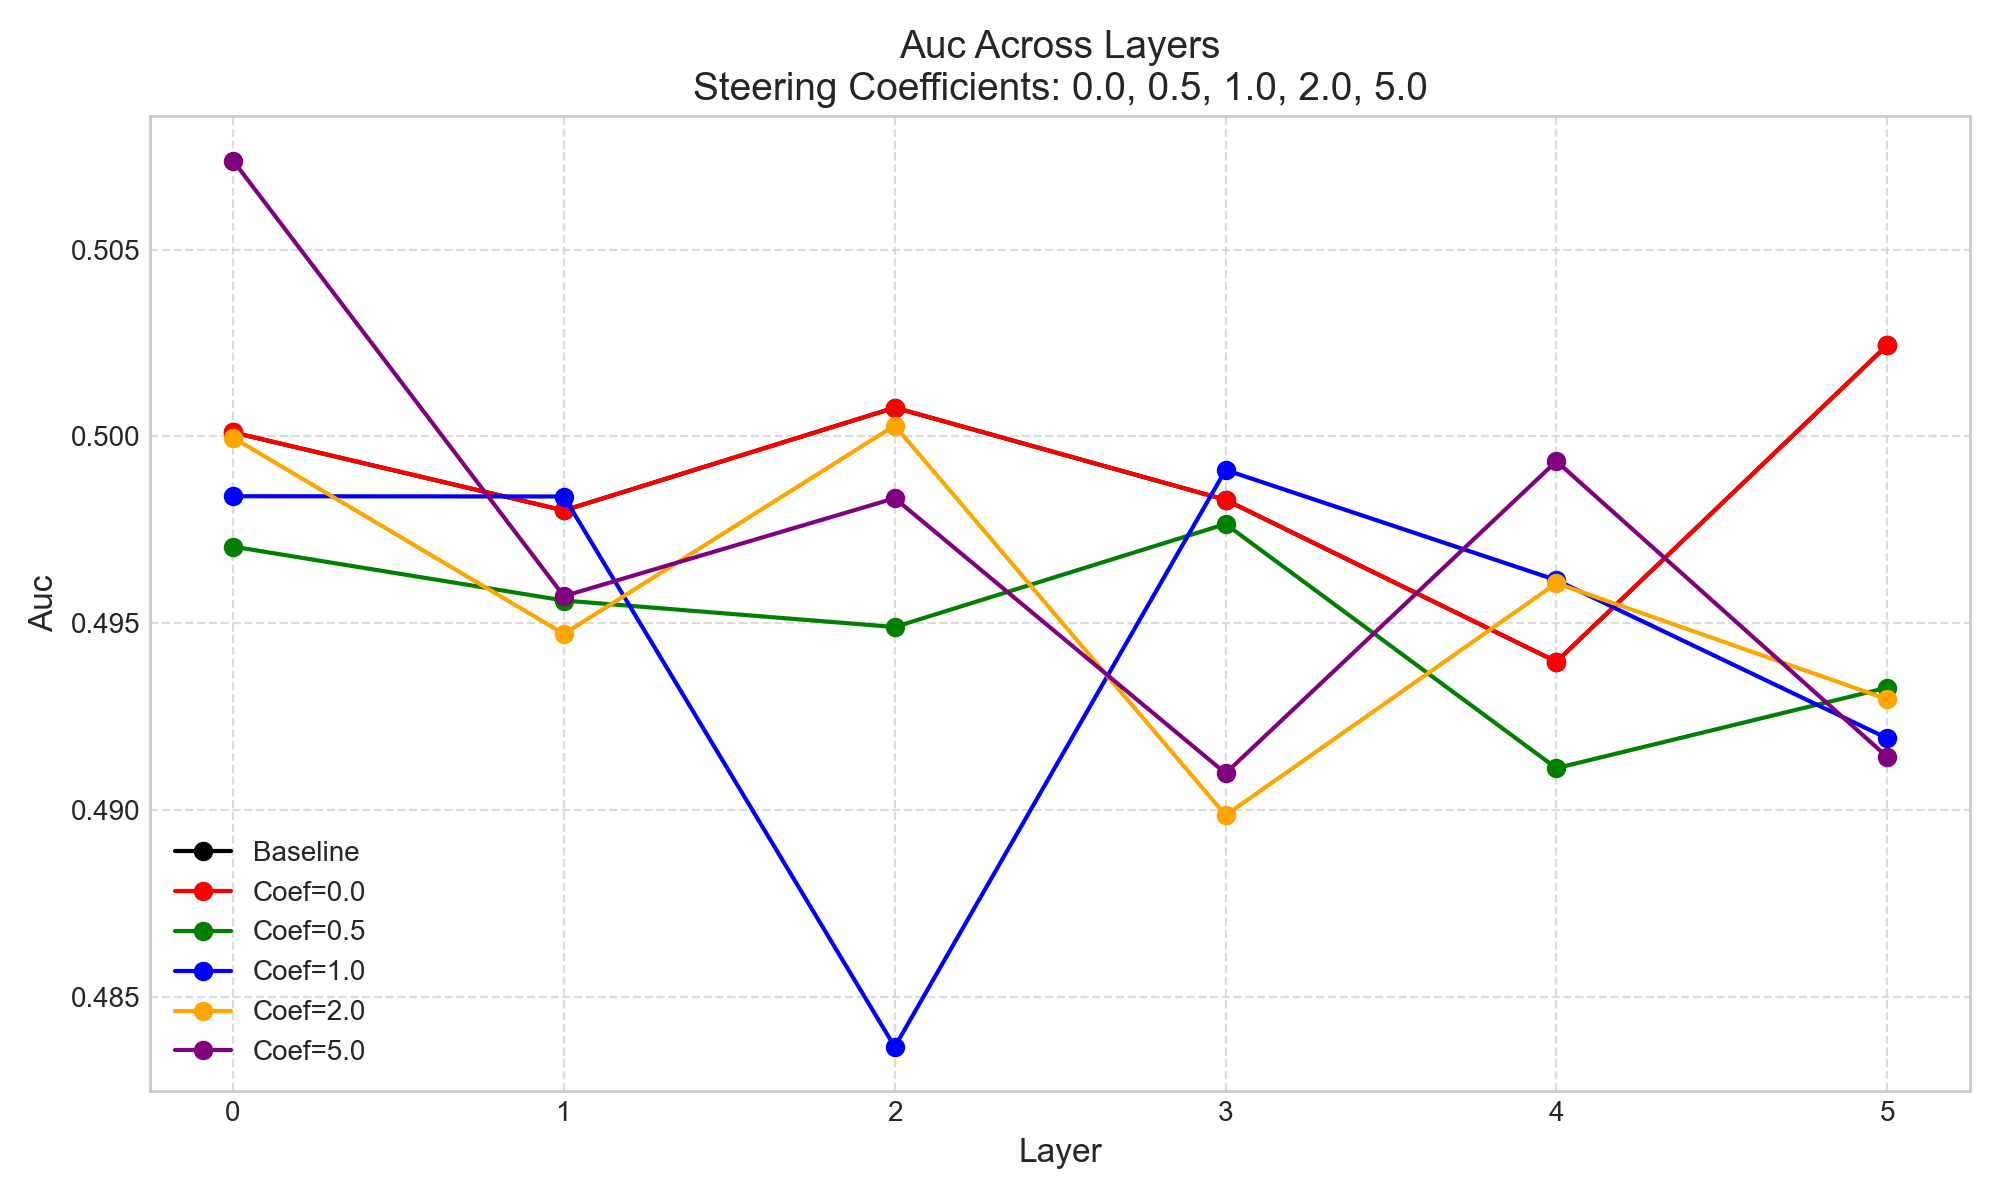 Auc Across Layers
Steering Coefficients: 0.0, 0.5, 1.0, 2.0, 5.0
Auc
0.505
0.500
0.495
0.490
0.485
Baseline
Coef=0.0
Coef=0.5
Coef=1.0
Coef=2.0
Coef=5.0
0 1 2 3 4 5
Layer